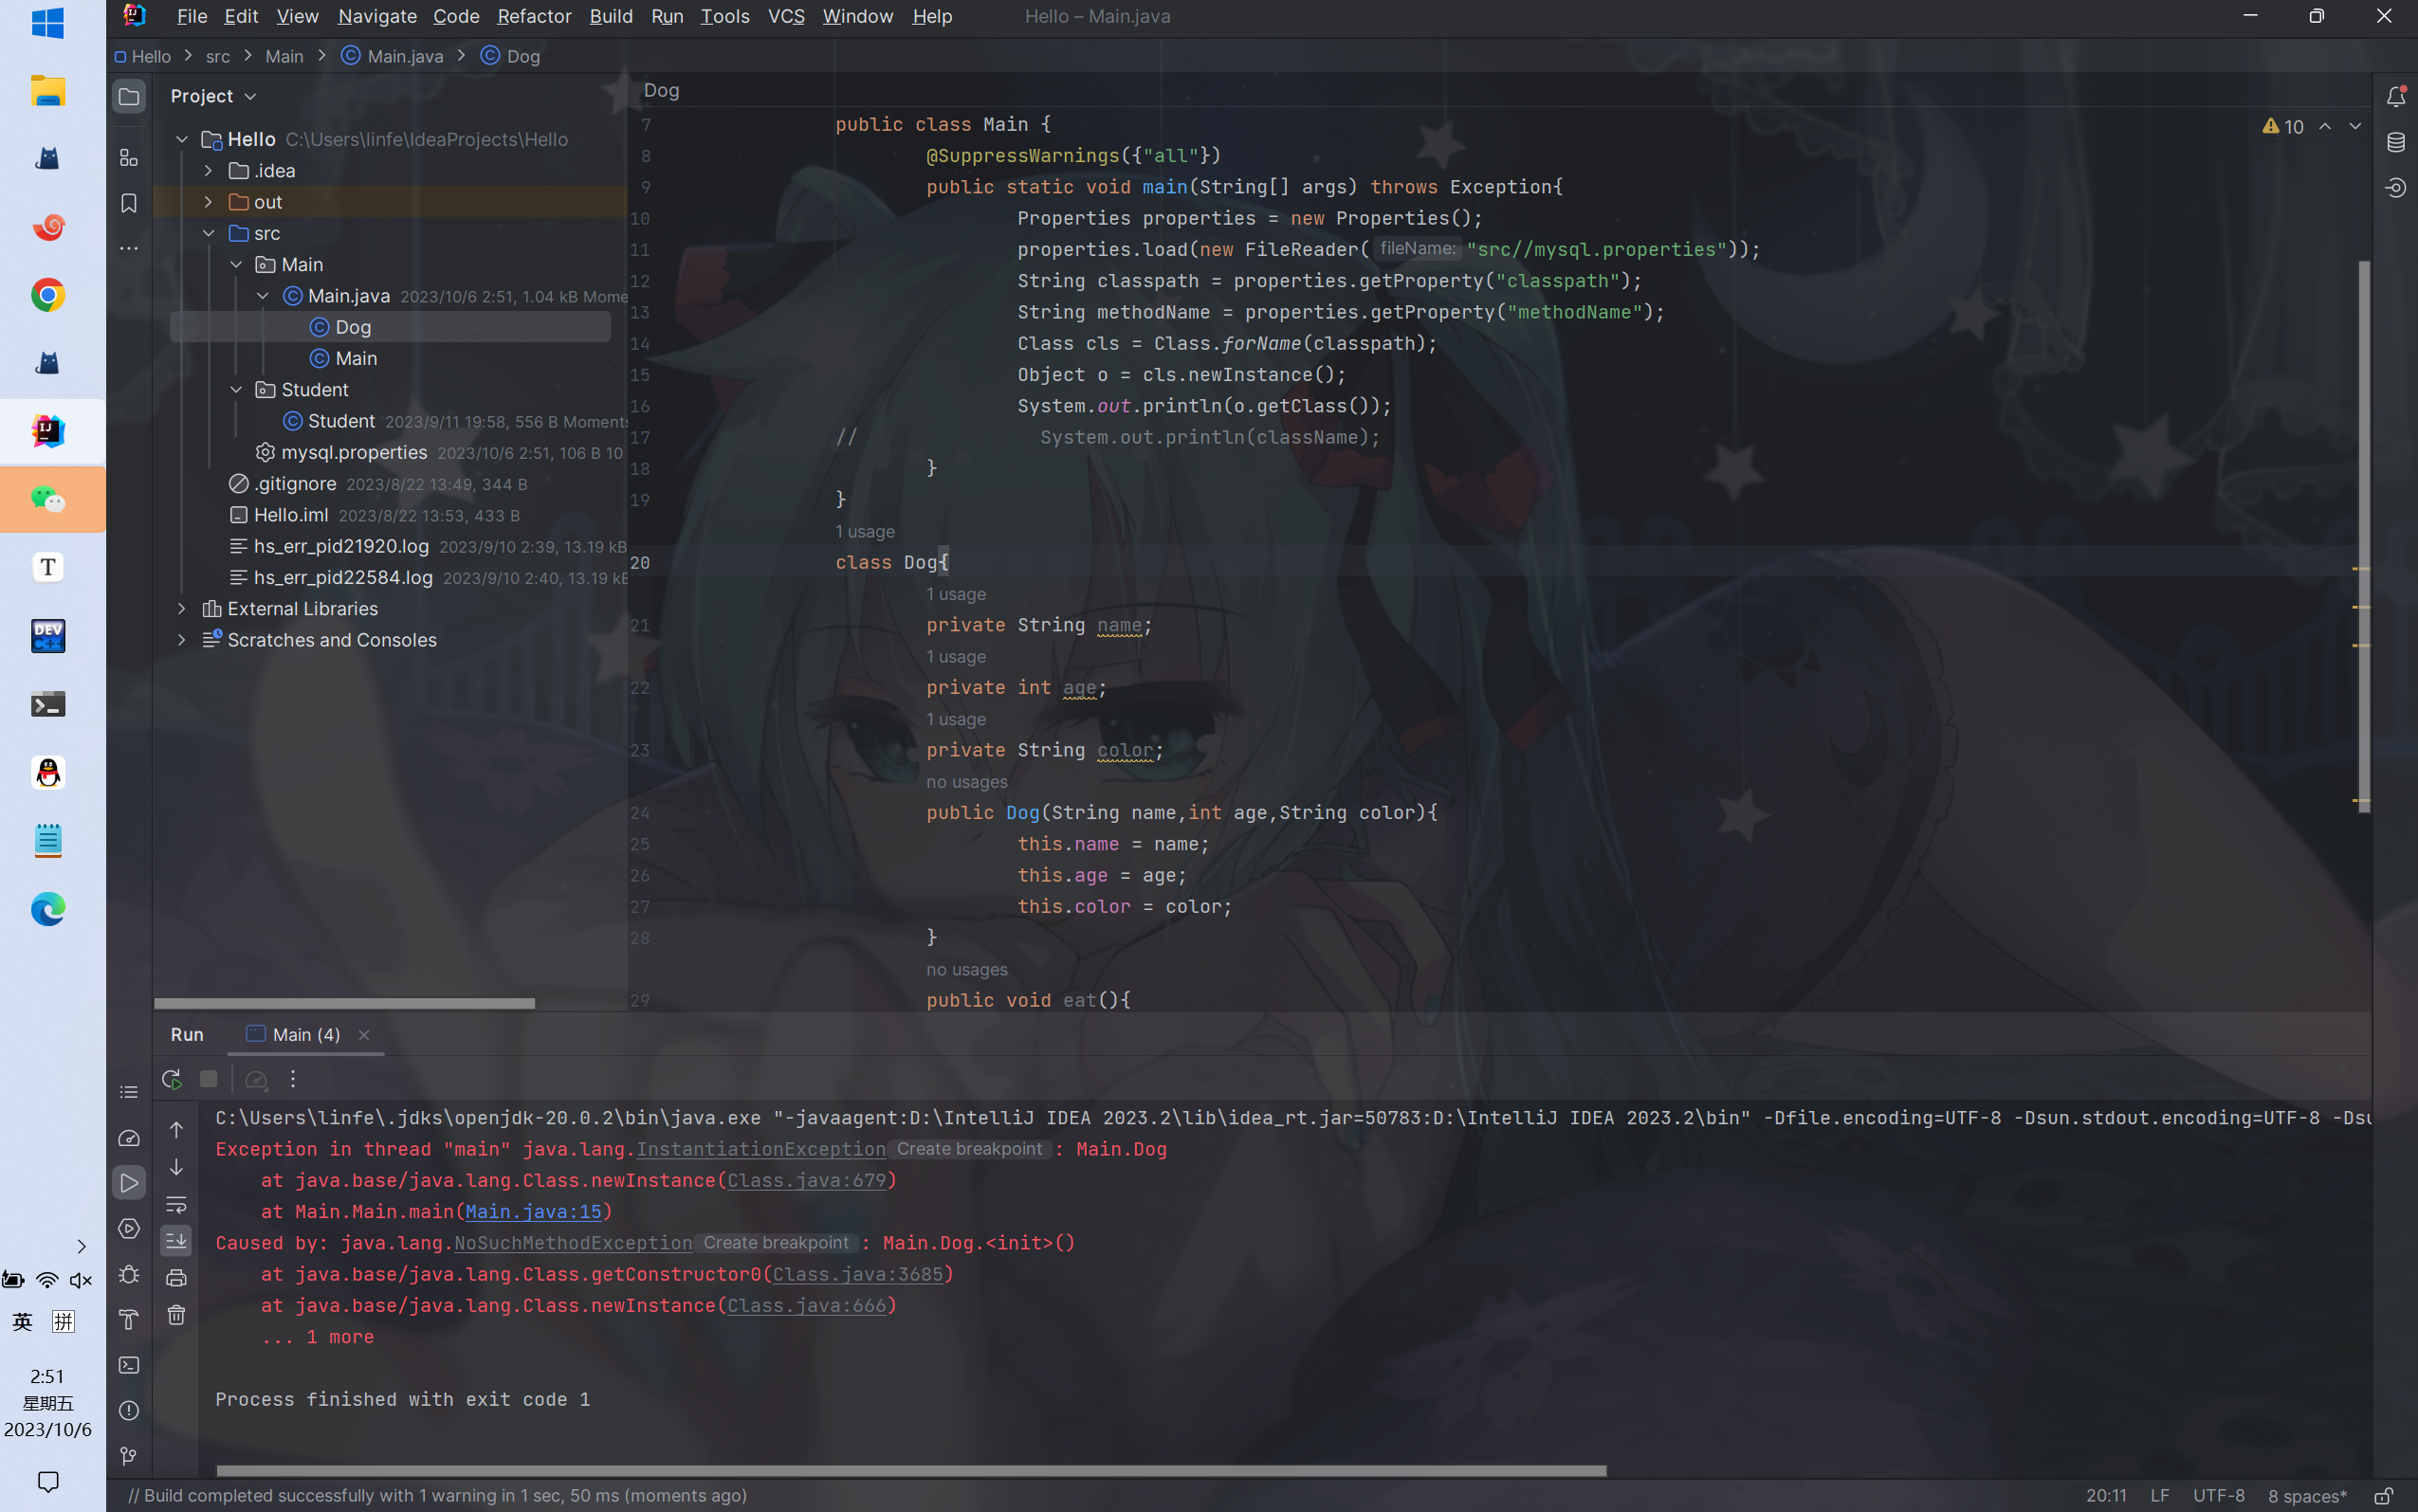 File Edit View Navigate Code Refactor Build Run Tools VCS Window Help Hello – Main.java
Hello src Main Main.java Dog
Project
Hello C:\Users\linfe\IdeaProjects\Hello
.idea
out
src
Main
Main.java 2023/10/6 2:51, 1.04 kB Mome
Dog
Main
Student
Student 2023/9/11 19:58, 556 B Moments
mysql.properties 2023/10/6 2:51, 106 B 10
.gitignore 2023/8/22 13:49, 344 B
Hello.iml 2023/8/22 13:53, 433 B
hs_err_pid21920.log 2023/9/10 2:39, 13.19 kB
hs_err_pid22584.log 2023/9/10 2:40, 13.19 kB
External Libraries
Scratches and Consoles
Dog
10
7 public class Main {
8 @SuppressWarnings({"all"})
9 public static void main(String[] args) throws Exception{
10 Properties properties = new Properties();
11 properties.load(new FileReader( fileName: "src//mysql.properties"));
12 String classpath = properties.getProperty("classpath");
13 String methodName = properties.getProperty("methodName");
14 Class cls = Class.forName(classpath);
15 Object o = cls.newInstance();
16 System.out.println(o.getClass());
17 // System.out.println(className);
18 }
19 }
1 usage
20 class Dog{
1 usage
21 private String name;
1 usage
22 private int age;
1 usage
23 private String color;
no usages
24 public Dog(String name,int age,String color){
25 this.name = name;
26 this.age = age;
27 this.color = color;
28 }
no usages
29 public void eat(){
Run Main (4)
C:\Users\linfe\.jdks\openjdk-20.0.2\bin\java.exe "-javaagent:D:\IntelliJ IDEA 2023.2\lib\idea_rt.jar=50783:D:\IntelliJ IDEA 2023.2\bin" -Dfile.encoding=UTF-8 -Dsun.stdout.encoding=UTF-8 -Dsu
Exception in thread "main" java.lang.InstantiationException Create breakpoint : Main.Dog
at java.base/java.lang.Class.newInstance(Class.java:679)
at Main.Main.main(Main.java:15)
Caused by: java.lang.NoSuchMethodException Create breakpoint : Main.Dog.<init>()
at java.base/java.lang.Class.getConstructor0(Class.java:3685)
at java.base/java.lang.Class.newInstance(Class.java:666)
... 1 more
Process finished with exit code 1
// Build completed successfully with 1 warning in 1 sec, 50 ms (moments ago)
20:11 LF UTF-8 8 spaces*
IJ
T
DEV
C++
英 拼
2:51
星期五
2023/10/6